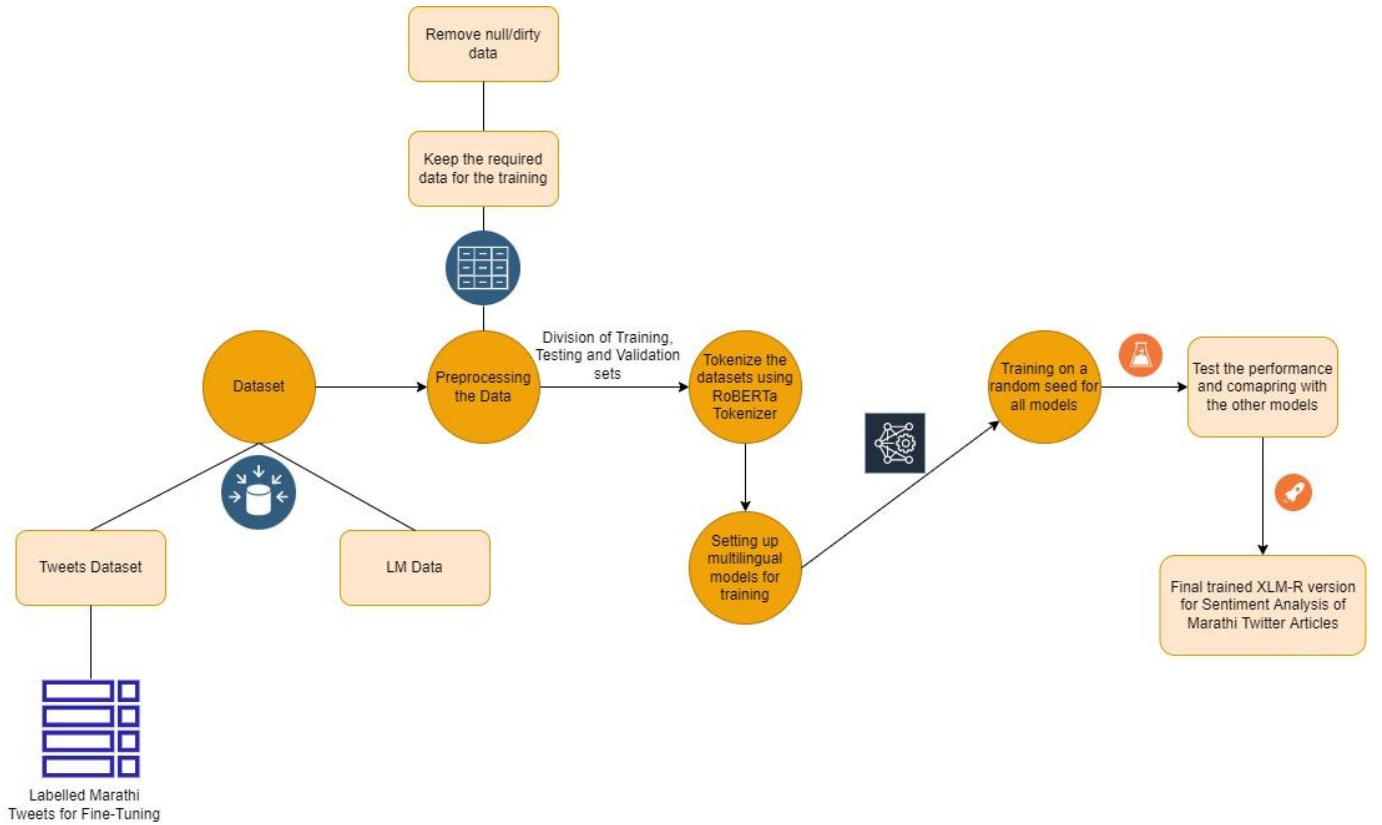 Remove null/dirty
data
Keep the required
data for the training
Dataset
Preprocessing
the Data
Division of Training,
Testing and Validation
sets
Tokenize the
datasets using
RoBERTa
Tokenizer
Training on a
random seed for
all models
Test the performance
and comapring with
the other models
Tweets Dataset
LM Data
Setting up
multilingual
models for
training
Final trained XLM-R version
for Sentiment Analysis of
Marathi Twitter Articles
Labelled Marathi
Tweets for Fine-Tuning